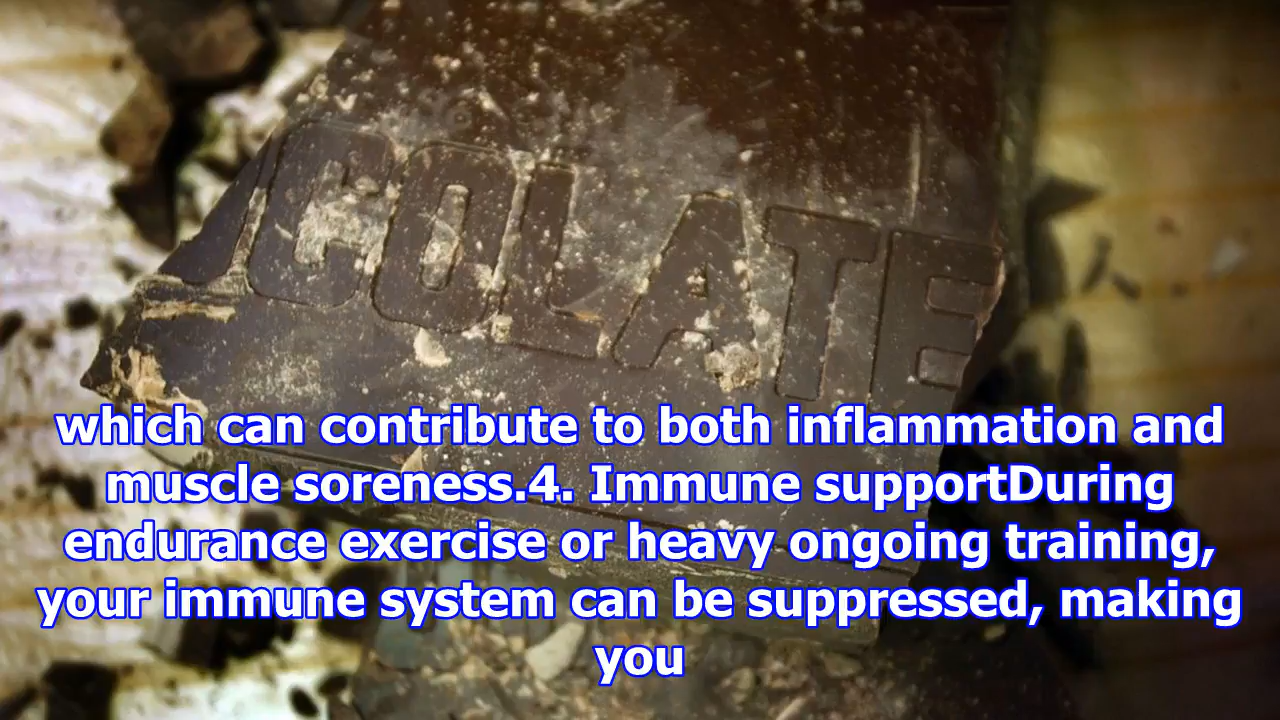 COLATE
which can contribute to both inflammation and
muscle soreness.4. Immune supportDuring
endurance exercise or heavy ongoing training,
your immune system can be suppressed, making
you